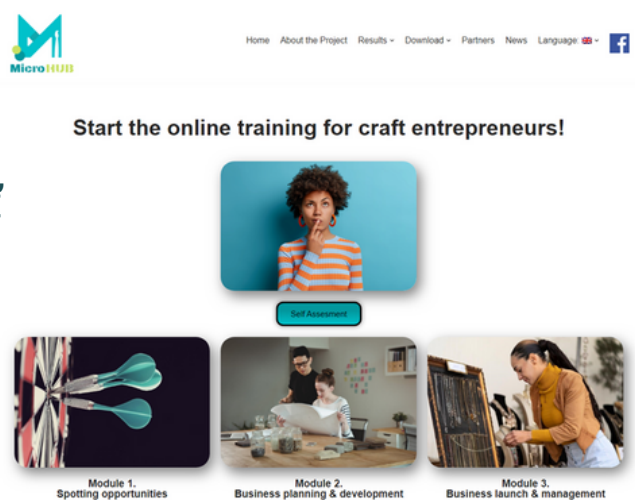 MicroHUB
Home About the Project Results Download Partners News Language:
Start the online training for craft entrepreneurs!
Self Assesment
Module 1.
Spotting opportunities
Module 2.
Business planning & development
Module 3.
Business launch & management